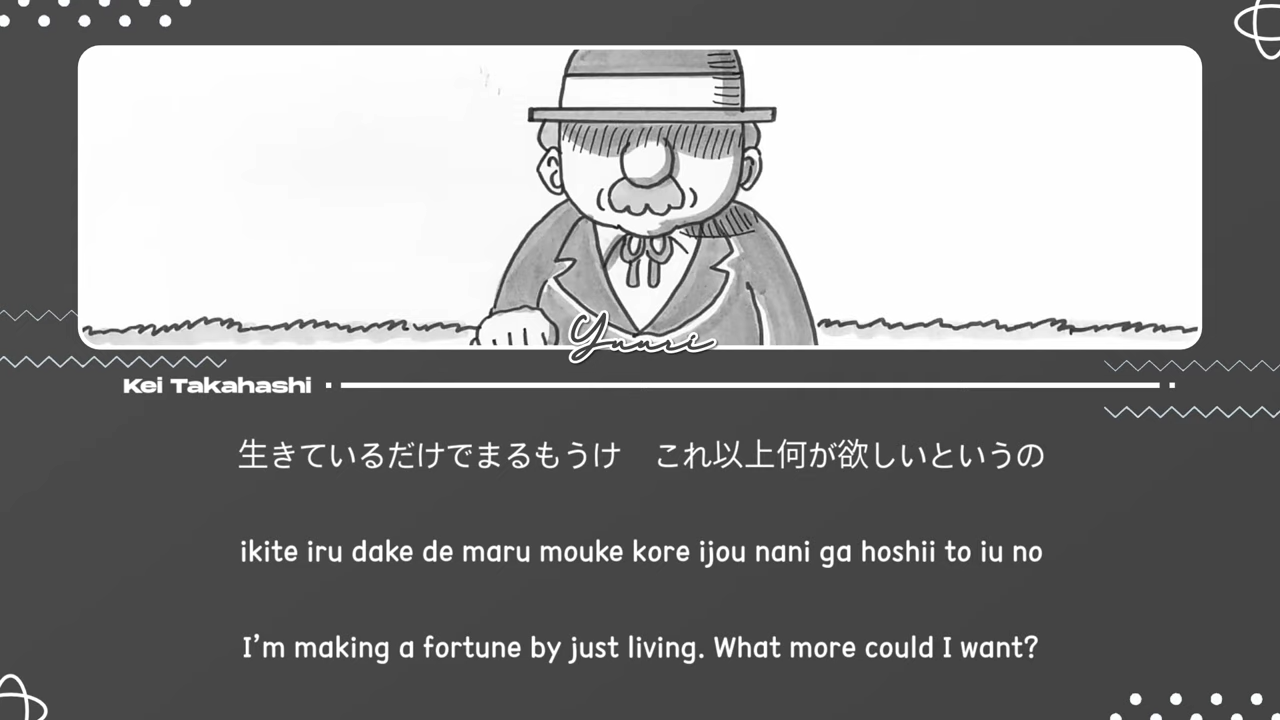 Yuuri
Kei Takahashi
生きているだけでまるもうけ　これ以上何が欲しいというの
ikite iru dake de maru mouke kore ijou nani ga hoshii to iu no
I'm making a fortune by just living. What more could I want?